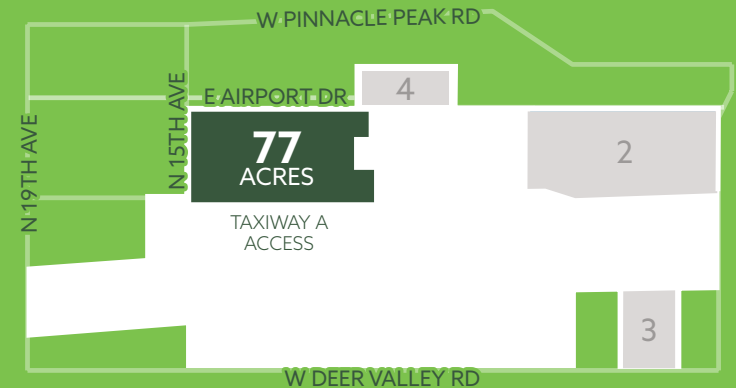 W PINNACLE PEAK RD
E AIRPORT DR
4
N 15TH AVE
N 19TH AVE
77
ACRES
2
TAXIWAY A
ACCESS
3
W DEER VALLEY RD